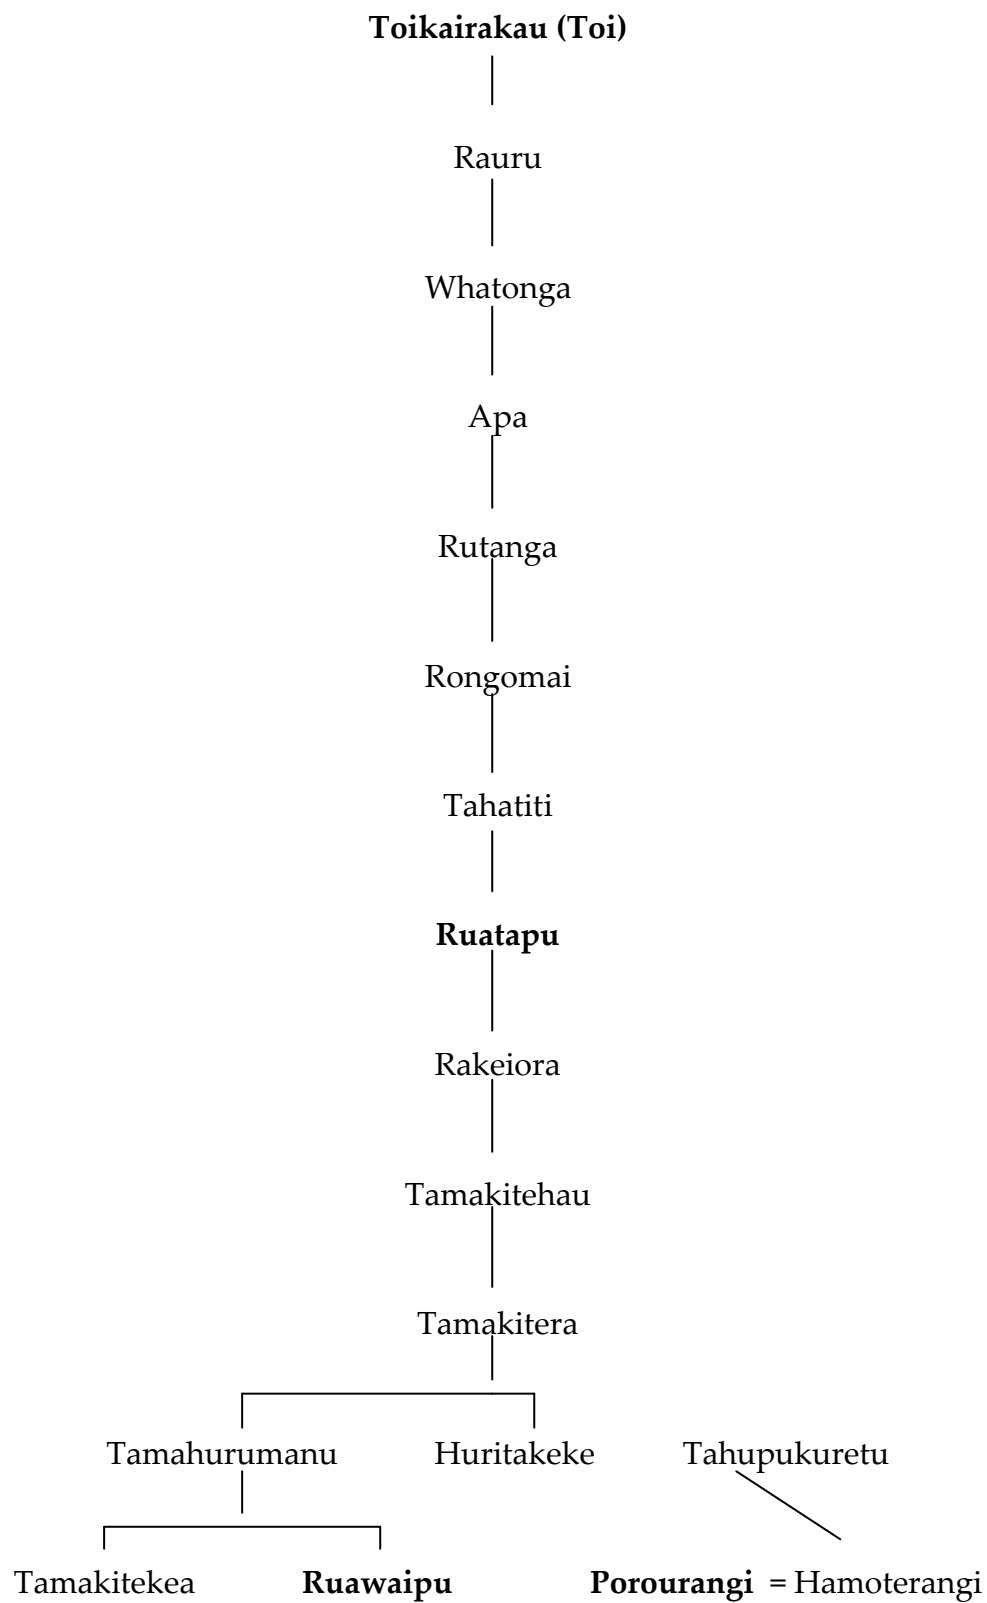 Toikairakau (Toi)
Rauru
Whatonga
Apa
Rutanga
Rongomai
Tahatiti
Ruatapu
Rakeiora
Tamakitehau
Tamakitera
Tamahurumanu Huritakeke Tahupukuretu
Tamakitekea Ruawaipu Porourangi = Hamoterangi